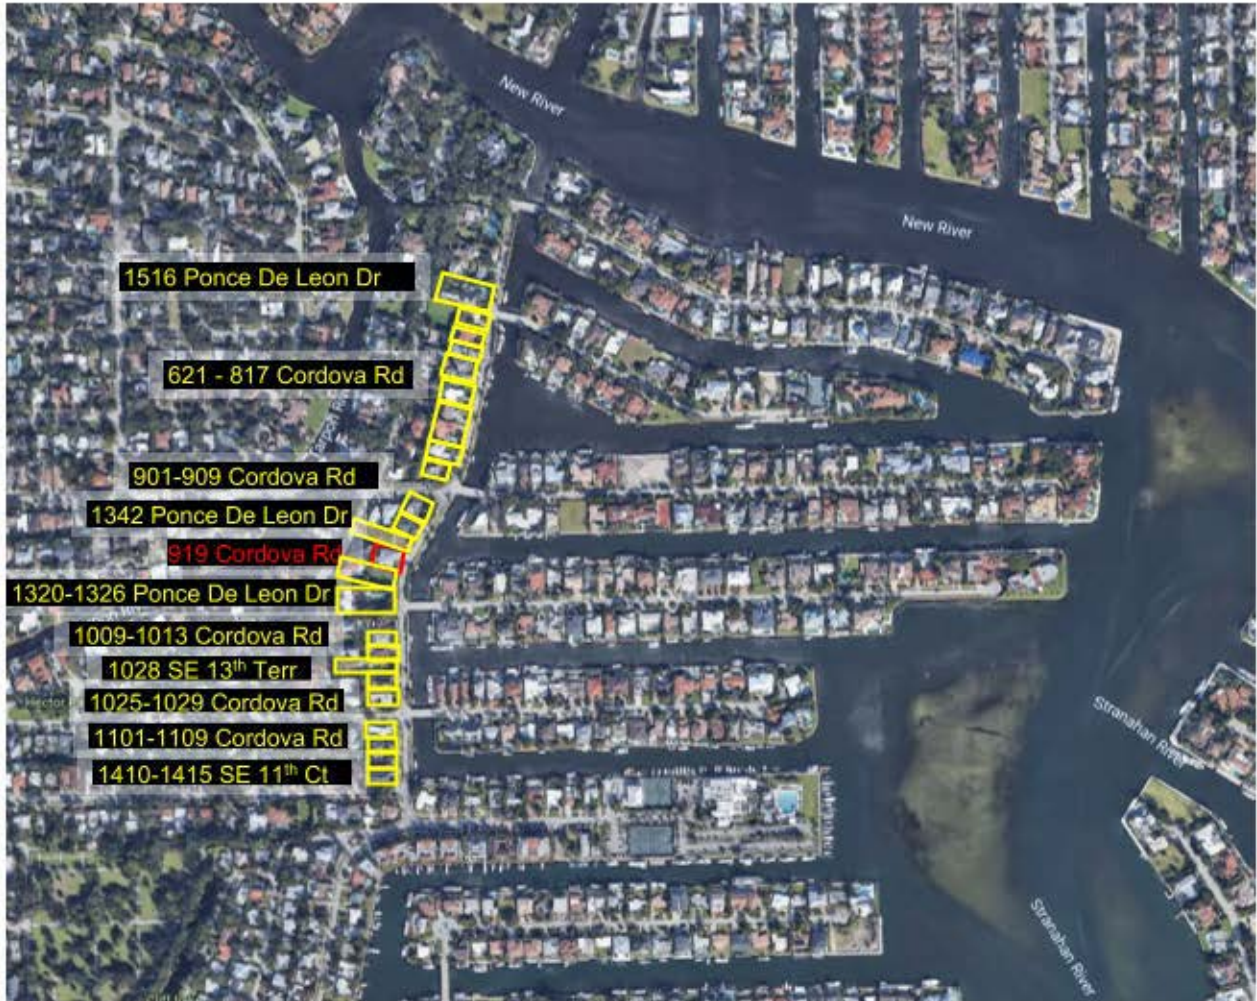 New River
New River
1516 Ponce De Leon Dr
621 - 817 Cordova Rd
901-909 Cordova Rd
1342 Ponce De Leon Dr
919 Cordova Rd
1320-1326 Ponce De Leon Dr
1009-1013 Cordova Rd
1028 SE 13th Terr
1025-1029 Cordova Rd
Hector
Stranahan River
1101-1109 Cordova Rd
1410-1415 SE 11th Ct
Stranahan River